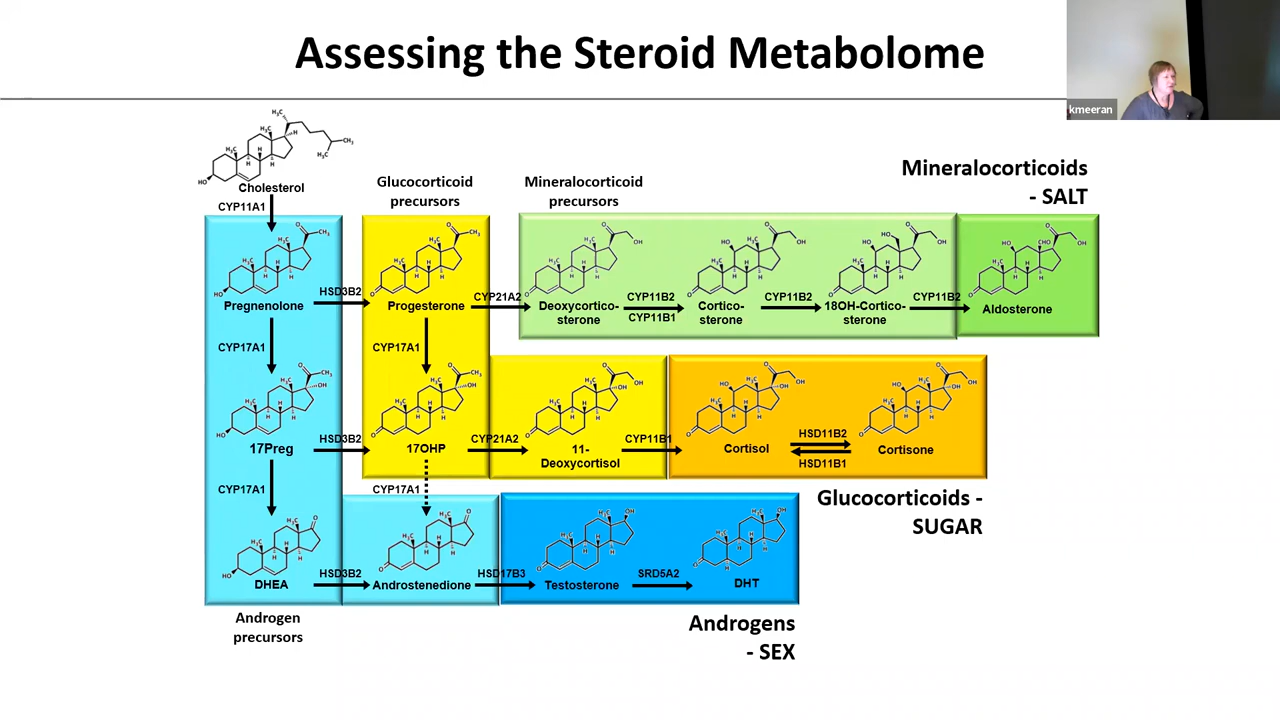 Assessing the Steroid Metabolome
kmeeran
Cholesterol
CYP11A1
Glucocorticoid
precursors
Mineralocorticoid
precursors
Mineralocorticoids
- SALT
Pregnenolone
HSD3B2
Progesterone
CYP21A2
Deoxycortico-
sterone
CYP11B2
CYP11B1
Cortico-
sterone
CYP11B2
18OH-Cortico-
sterone
CYP11B2
Aldosterone
CYP17A1
CYP17A1
17Preg
HSD3B2
17OHP
CYP21A2
11-
Deoxycortisol
CYP11B1
Cortisol
HSD11B2
HSD11B1
Cortisone
CYP17A1
CYP17A1
Glucocorticoids -
SUGAR
DHEA
HSD3B2
Androstenedione
HSD17B3
Testosterone
SRD5A2
DHT
Androgen
precursors
Androgens
- SEX